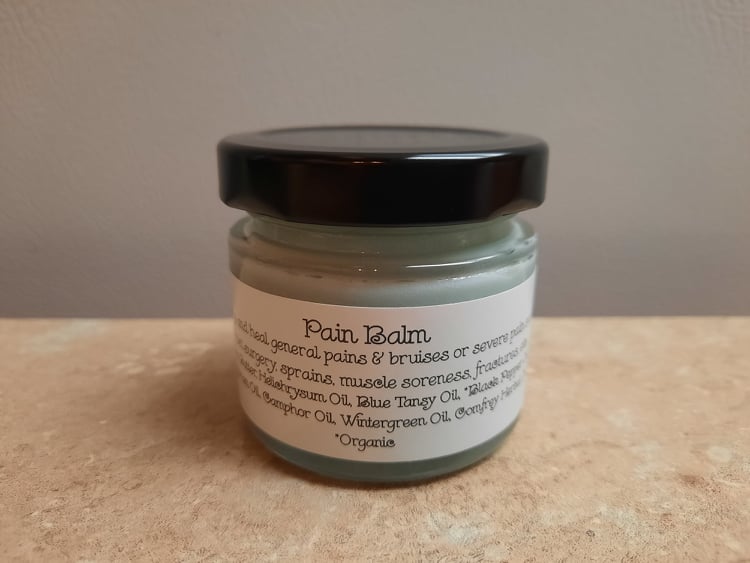 Pain Balm
and heal general pains & bruises or severe pain
surgery, sprains, muscle soreness, fractures
Helichrysum Oil, Blue Tansy Oil, *Black Pepper
Oil, Camphor Oil, Wintergreen Oil, Comfrey
*Organic